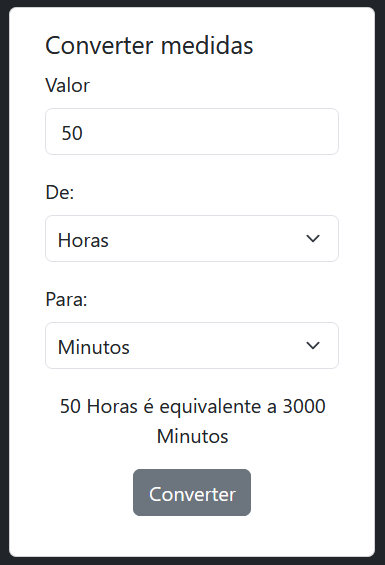 Converter medidas
Valor
50
De:
Horas
Para:
Minutos
50 Horas é equivalente a 3000
Minutos
Converter